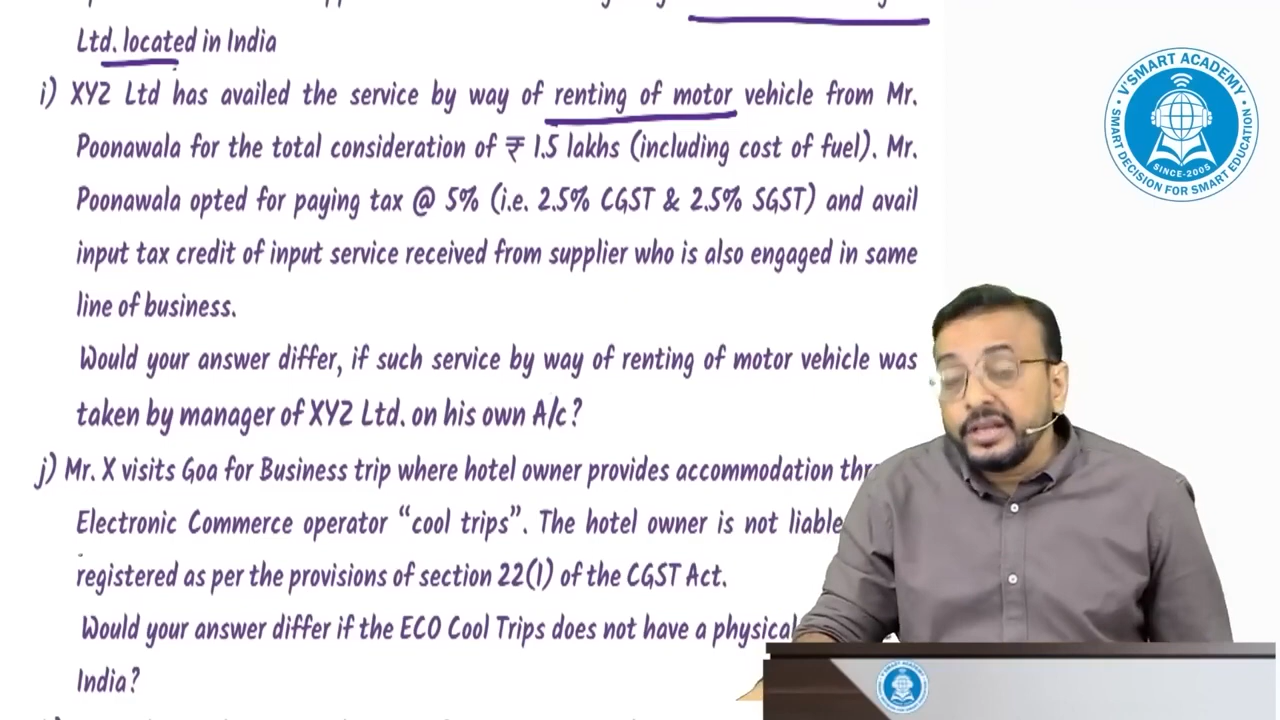 Ltd. located in India
i) XYZ Ltd has availed the service by way of renting of motor vehicle from Mr.
Poonawala for the total consideration of ₹ 1.5 lakhs (including cost of fuel). Mr.
Poonawala opted for paying tax @ 5% (i.e. 2.5% CGST & 2.5% SGST) and avail
input tax credit of input service received from supplier who is also engaged in same
line of business.
Would your answer differ, if such service by way of renting of motor vehicle was
taken by manager of XYZ Ltd. on his own A/c?
j) Mr. X visits Goa for Business trip where hotel owner provides accommodation
Electronic Commerce operator “cool trips”. The hotel owner is not liable
registered as per the provisions of section 22(1) of the CGST Act.
Would your answer differ if the ECO Cool Trips does not have a physical
India?
V'SMART ACADEMY
SINCE-2005
SMART DECISION FOR SMART EDUCATION